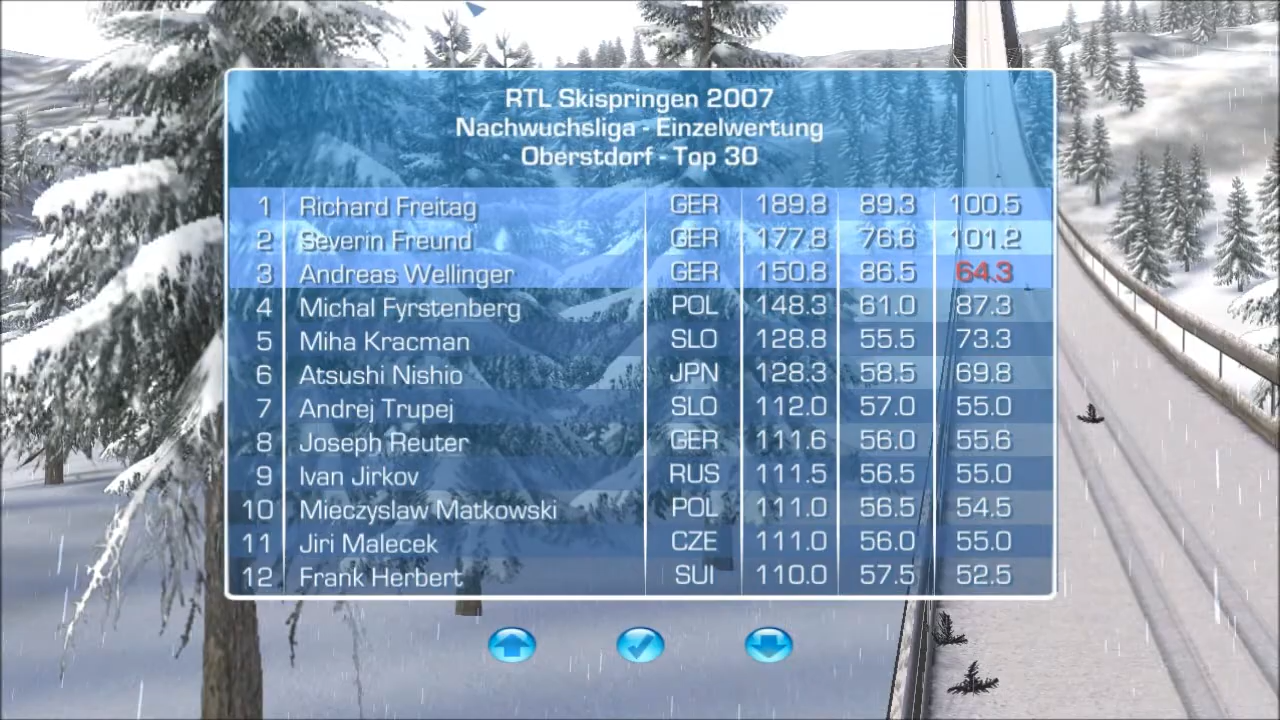 RTL Skispringen 2007
Nachwuchsliga - Einzelwertung
Oberstdorf - Top 30
1 Richard Freitag GER 189.8 89.3 100.5
2 Severin Freund GER 177.8 76.6 101.2
3 Andreas Wellinger GER 150.8 86.5 64.3
4 Michal Fyrstenberg POL 148.3 61.0 87.3
5 Miha Kracman SLO 128.8 55.5 73.3
6 Atsushi Nishio JPN 128.3 58.5 69.8
7 Andrej Trupej SLO 112.0 57.0 55.0
8 Joseph Reuter GER 111.6 56.0 55.6
9 Ivan Jirkov RUS 111.5 56.5 55.0
10 Mieczyslaw Matkowski POL 111.0 56.5 54.5
11 Jiri Malecek CZE 111.0 56.0 55.0
12 Frank Herbert SUI 110.0 57.5 52.5